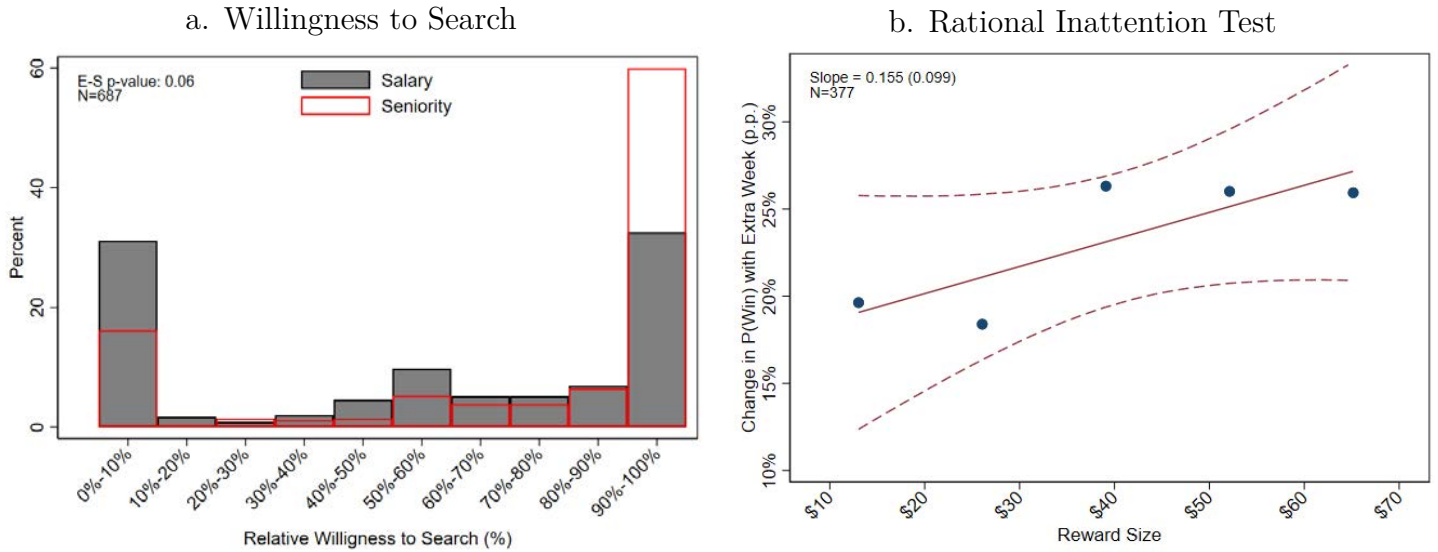 a. Willingness to Search
E-S p-value: 0.06
N=687
Salary
Seniority
Percent
60
40
20
0
0%-10%
10%-20%
20%-30%
30%-40%
40%-50%
50%-60%
60%-70%
70%-80%
80%-90%
90%-100%
Relative Willigness to Search (%)
b. Rational Inattention Test
Slope = 0.155 (0.099)
N=377
Change in P(Win) with Extra Week (p.p.)
30%
25%
20%
15%
10%
$10
$20
$30
$40
$50
$60
$70
Reward Size